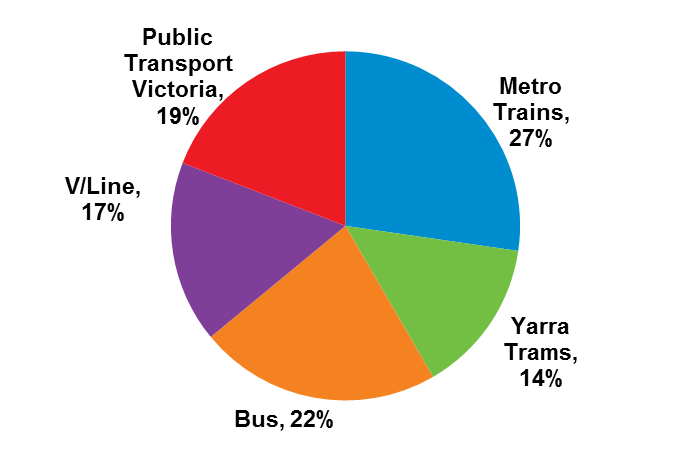 Public
Transport
Victoria,
19%
Metro
Trains,
27%
V/Line,
17%
Yarra
Trams,
14%
Bus, 22%